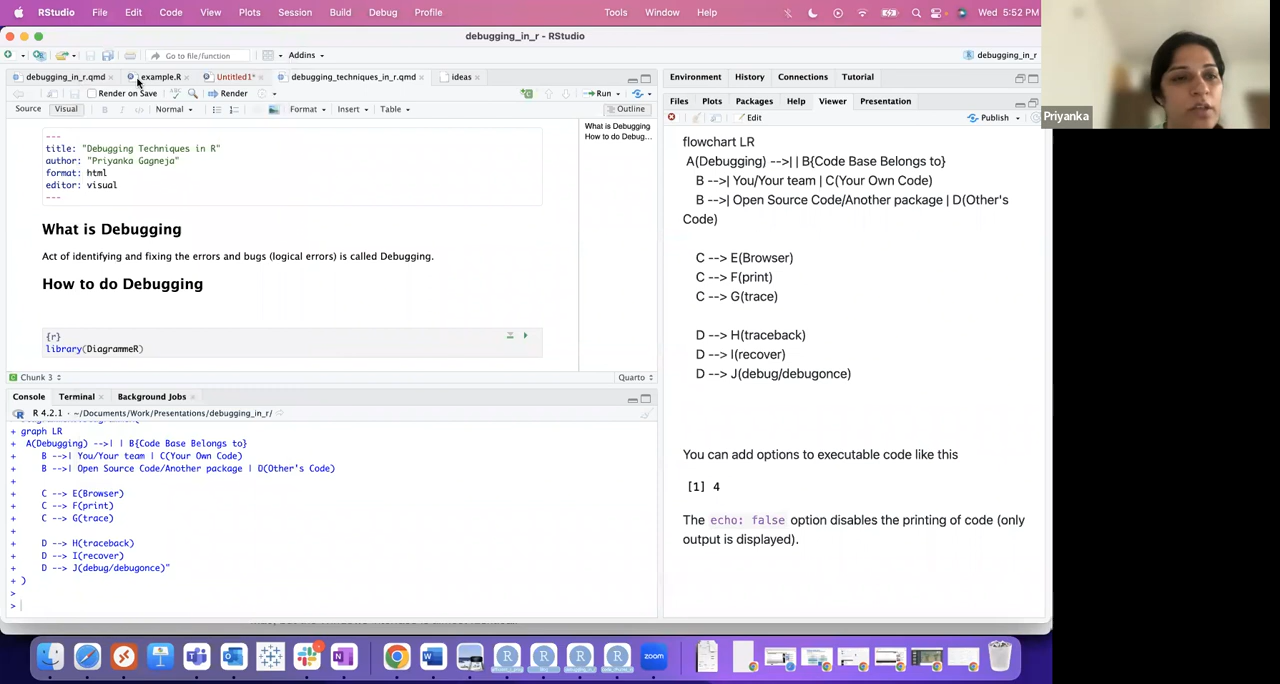 RStudio File Edit Code View Plots Session Build Debug Profile Tools Window Help Wed 5:52 PM
debugging_in_r - RStudio
Go to file/function Addins debugging_in_r
debugging_in_r.qmd example.R Untitled1* debugging_techniques_in_r.qmd ideas
Render on Save Render Run
Source Visual B I Normal Format Insert Table Outline
---
title: "Debugging Techniques in R"
author: "Priyanka Gagneja"
format: html
editor: visual
---
What is Debugging
Act of identifying and fixing the errors and bugs (logical errors) is called Debugging.
How to do Debugging
{r}
library(DiagrammeR)
What is Debugging
How to do Debug...
Chunk 3 Quarto
Console Terminal Background Jobs
R 4.2.1 · ~/Documents/Work/Presentations/debugging_in_r/
+ graph LR
+ A(Debugging) -->| | B{Code Base Belongs to}
+ B -->| You/Your team | C(Your Own Code)
+ B -->| Open Source Code/Another package | D(Other's Code)
+
+ C --> E(Browser)
+ C --> F(print)
+ C --> G(trace)
+
+ D --> H(traceback)
+ D --> I(recover)
+ D --> J(debug/debugonce)"
+ )
>
>
Environment History Connections Tutorial
Files Plots Packages Help Viewer Presentation
Edit Publish
flowchart LR
A(Debugging) -->| | B{Code Base Belongs to}
B -->| You/Your team | C(Your Own Code)
B -->| Open Source Code/Another package | D(Other's
Code)
C --> E(Browser)
C --> F(print)
C --> G(trace)
D --> H(traceback)
D --> I(recover)
D --> J(debug/debugonce)
You can add options to executable code like this
[1] 4
The echo: false option disables the printing of code (only
output is displayed).
Priyanka
zoom